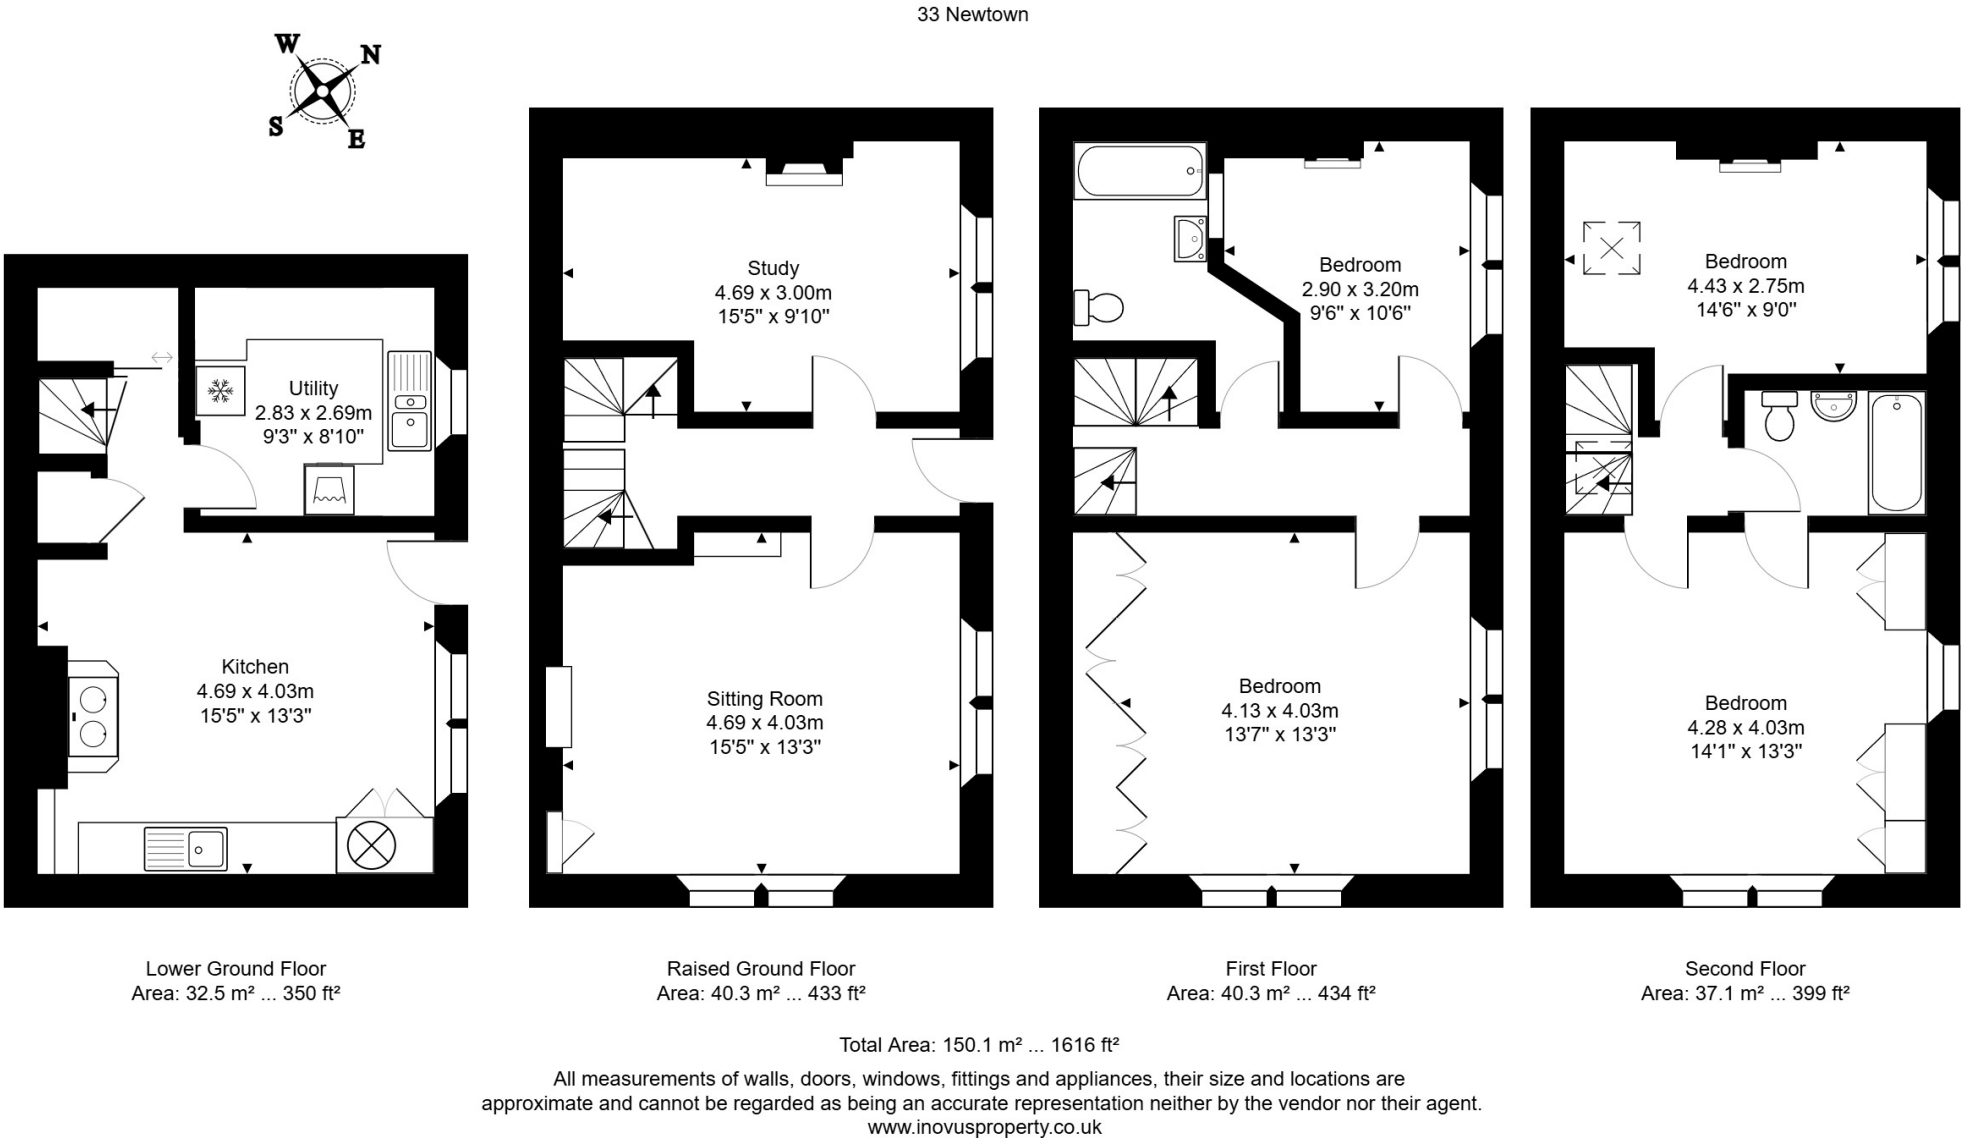 33 Newtown
W
N
S
E
Utility
2.83 x 2.69m
9'3" x 8'10"
Kitchen
4.69 x 4.03m
15'5" x 13'3"
Lower Ground Floor
Area: 32.5 m² ... 350 ft²
Study
4.69 x 3.00m
15'5" x 9'10"
Sitting Room
4.69 x 4.03m
15'5" x 13'3"
Raised Ground Floor
Area: 40.3 m² ... 433 ft²
Bedroom
2.90 x 3.20m
9'6" x 10'6"
Bedroom
4.13 x 4.03m
13'7" x 13'3"
First Floor
Area: 40.3 m² ... 434 ft²
Bedroom
4.43 x 2.75m
14'6" x 9'0"
Bedroom
4.28 x 4.03m
14'1" x 13'3"
Second Floor
Area: 37.1 m² ... 399 ft²
Total Area: 150.1 m² ... 1616 ft²
All measurements of walls, doors, windows, fittings and appliances, their size and locations are
approximate and cannot be regarded as being an accurate representation neither by the vendor nor their agent.
www.inovusproperty.co.uk